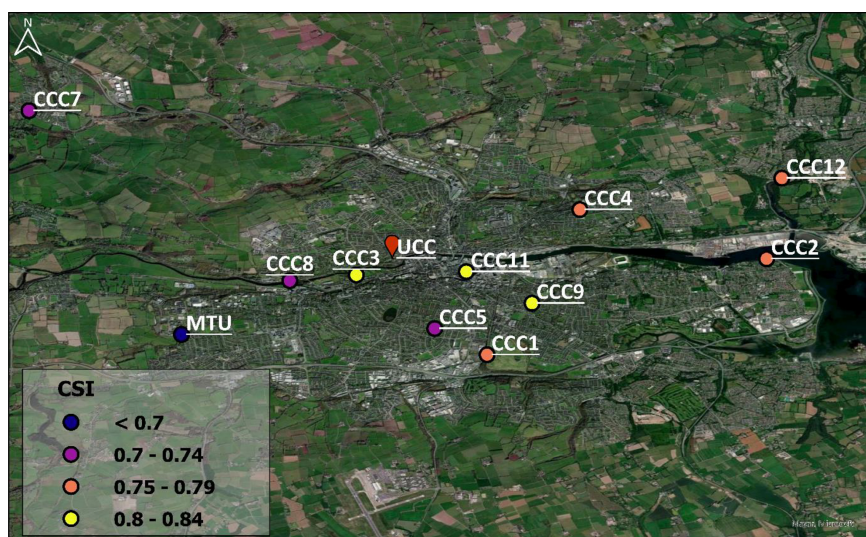 N
CCC7
CCC12
CCC4
UCC
CCC2
CCC3
CCC11
CCC8
CCC9
MTU
CCC5
CCC1
CSI
< 0.7
0.7 - 0.74
0.75 - 0.79
0.8 - 0.84
Microsoft